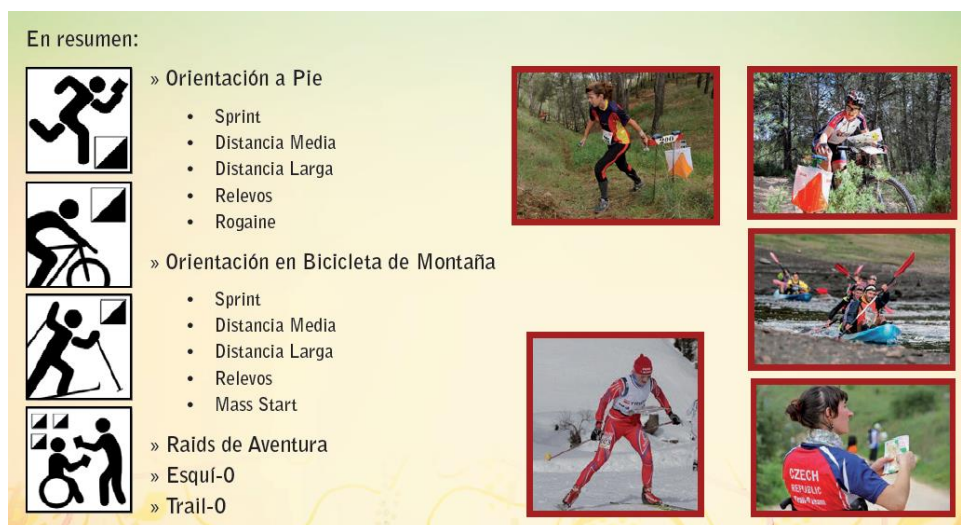 En resumen:
» Orientación a Pie
• Sprint
• Distancia Media
• Distancia Larga
• Relevos
• Rogaine
» Orientación en Bicicleta de Montaña
• Sprint
• Distancia Media
• Distancia Larga
• Relevos
• Mass Start
» Raids de Aventura
» Esquí-O
» Trail-O
CZECH
REPUBLIC